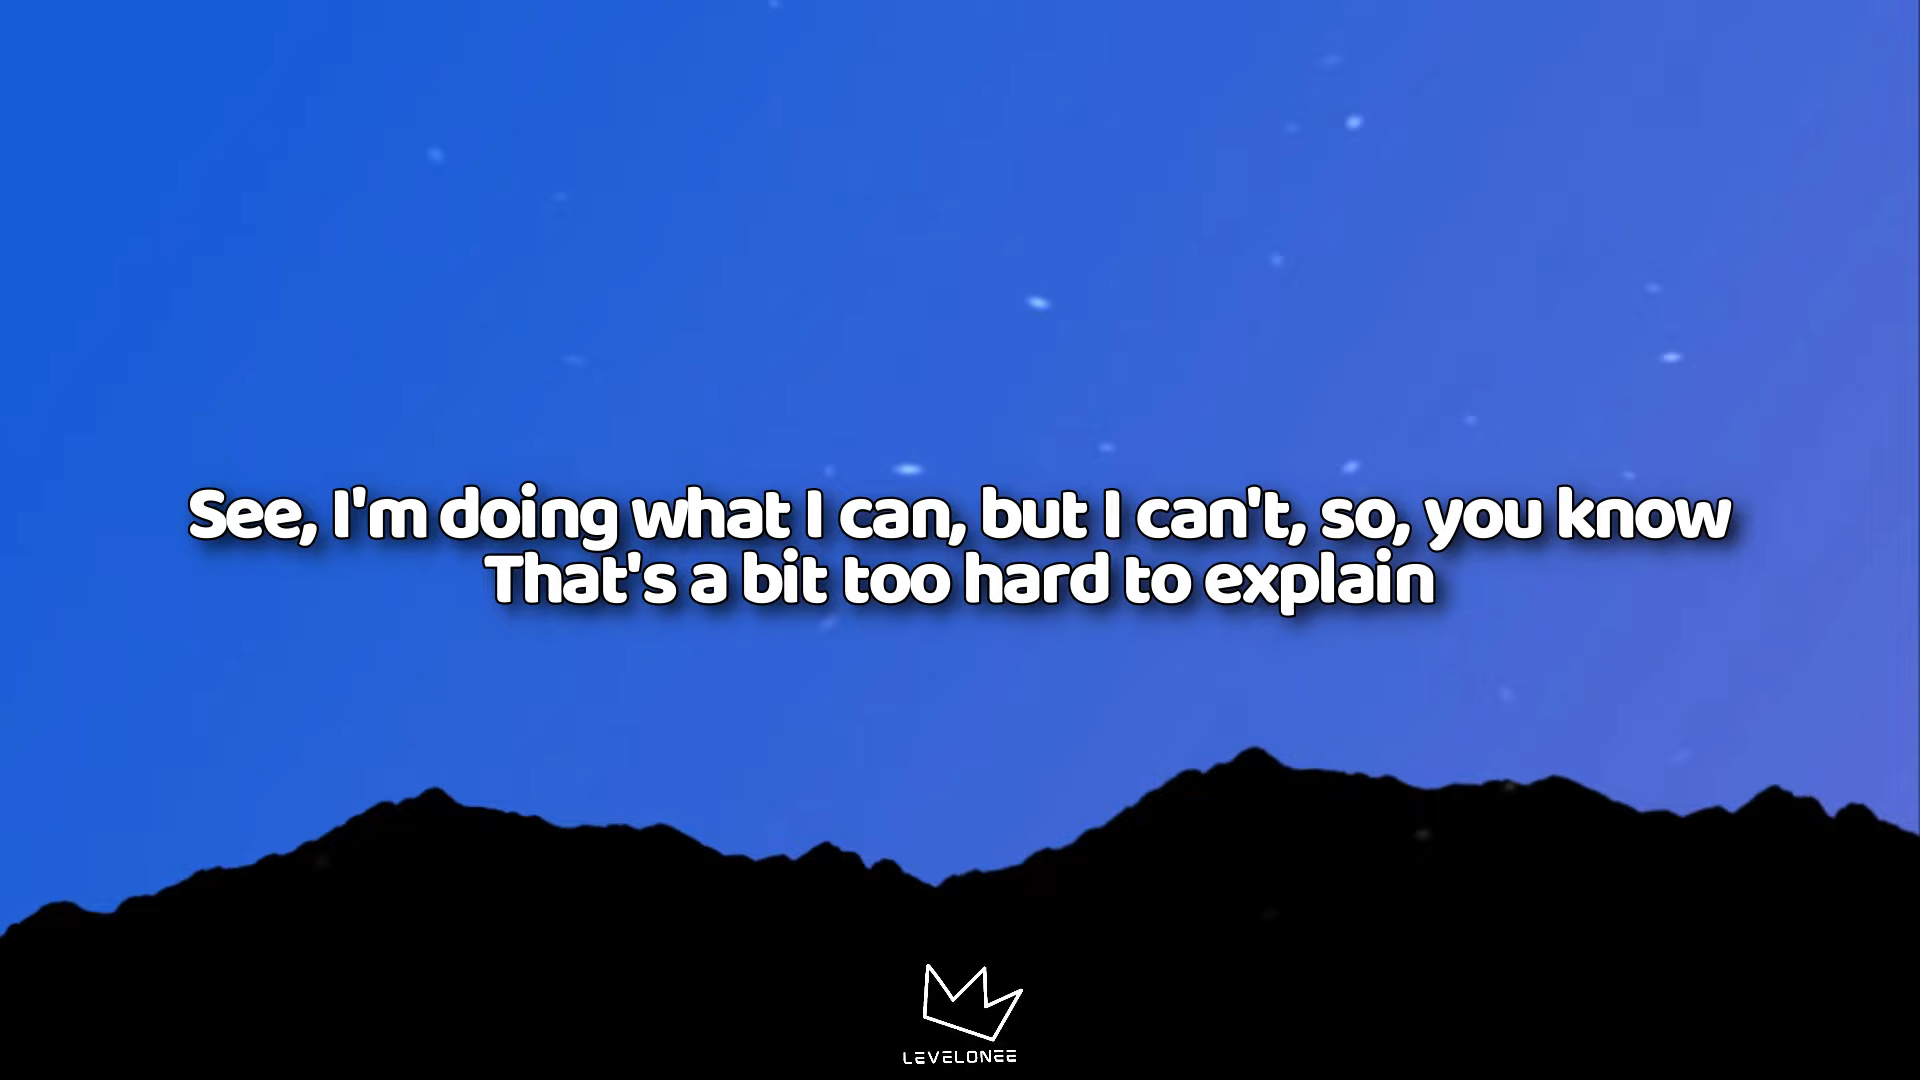 See, I'm doing what I can, but I can't, so, you know
That's a bit too hard to explain
LEVELONEE